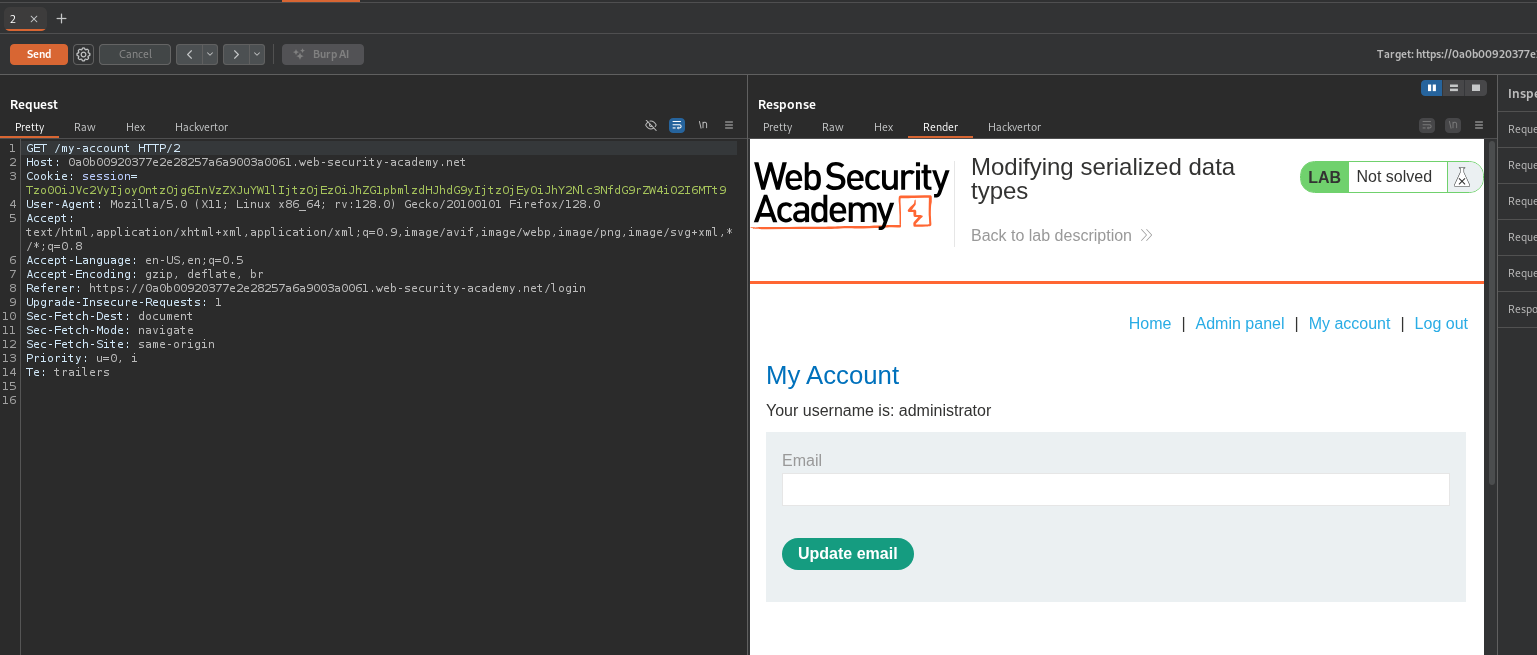 2 × +
Send Cancel < > Burp AI Target: https://0a0b00920377e
Request
Pretty Raw Hex Hackvertor \n
1 GET /my-account HTTP/2
2 Host: 0a0b00920377e2e28257a6a9003a0061.web-security-academy.net
3 Cookie: session=
4 User-Agent: Mozilla/5.0 (X11; Linux x86_64; rv:128.0) Gecko/20100101 Firefox/128.0
5 Accept:
text/html,application/xhtml+xml,application/xml;q=0.9,image/avif,image/webp,image/png,image/svg+xml,*
/*;q=0.8
6 Accept-Language: en-US,en;q=0.5
7 Accept-Encoding: gzip, deflate, br
8 Referer: https://0a0b00920377e2e28257a6a9003a0061.web-security-academy.net/login
9 Upgrade-Insecure-Requests: 1
10 Sec-Fetch-Dest: document
11 Sec-Fetch-Mode: navigate
12 Sec-Fetch-Site: same-origin
13 Priority: u=0, i
14 Te: trailers
15
16
Response
Pretty Raw Hex Render Hackvertor \n
WebSecurity
Academy
Modifying serialized data
types
Back to lab description >>
LAB Not solved
Home | Admin panel | My account | Log out
My Account
Your username is: administrator
Email
Update email
Inspe
Reque
Reque
Reque
Reque
Reque
Respo